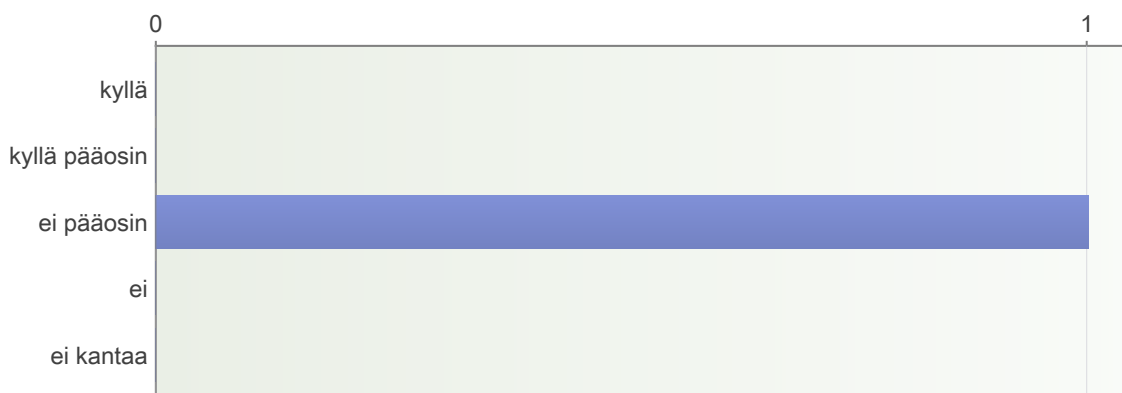 0 1
kyllä
kyllä pääosin
ei pääosin
ei
ei kantaa